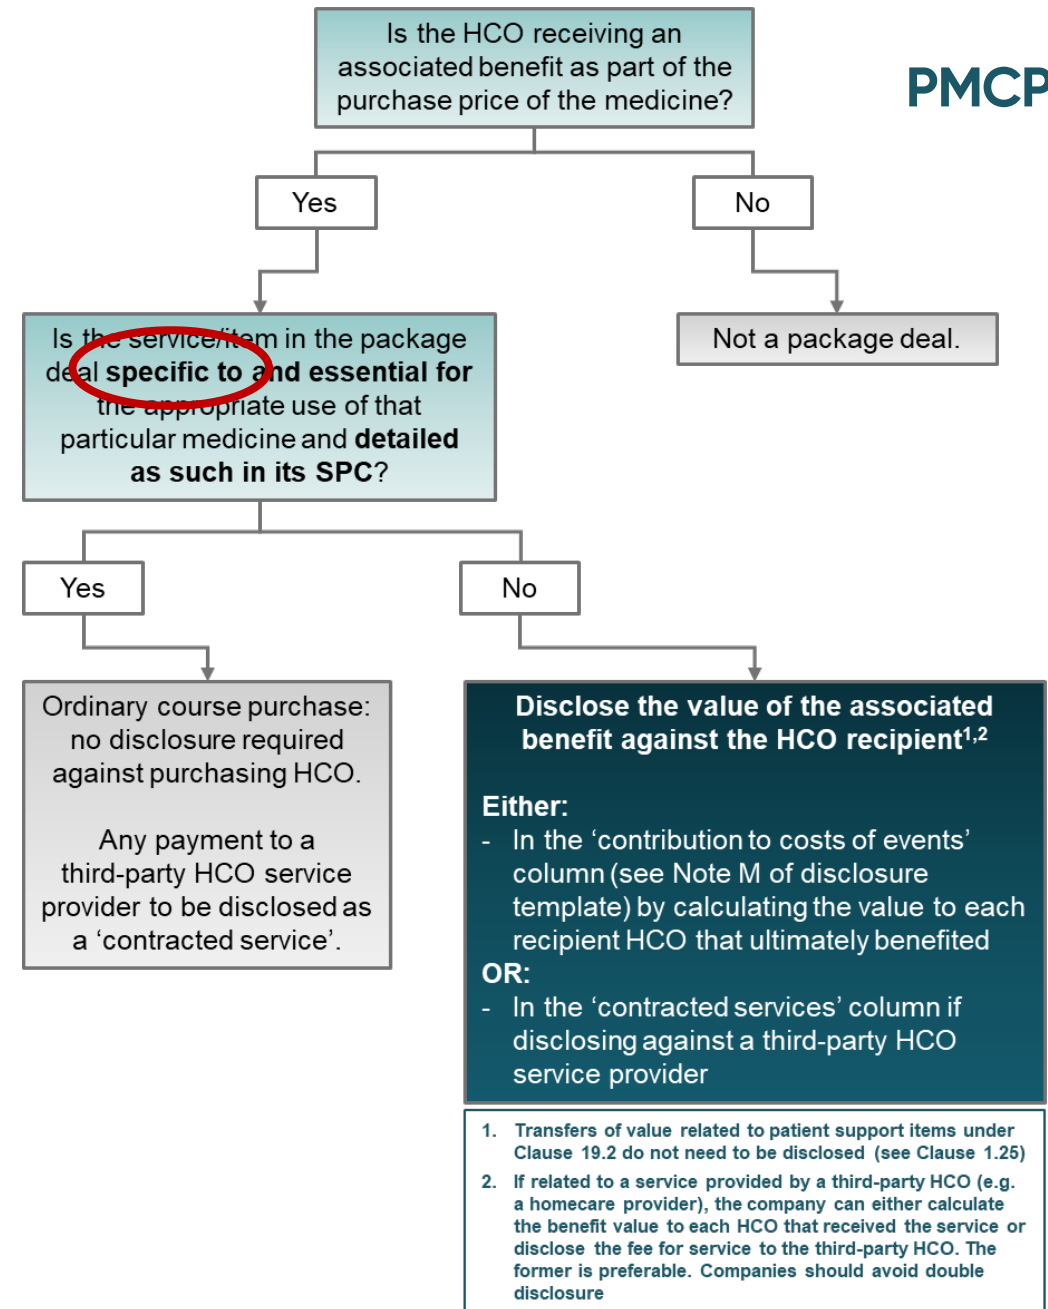 Is the HCO receiving an
associated benefit as part of the
purchase price of the medicine?
PMCP
Yes
No
Is the service/item in the package
deal specific to and essential for
the appropriate use of that
particular medicine and detailed
as such in its SPC?
Not a package deal.
Yes
No
Ordinary course purchase:
no disclosure required
against purchasing HCO.
Any payment to a
third-party HCO service
provider to be disclosed as
a ‘contracted service’.
Disclose the value of the associated
benefit against the HCO recipient1,2
Either:
- In the ‘contribution to costs of events’
column (see Note M of disclosure
template) by calculating the value to each
recipient HCO that ultimately benefited
OR:
- In the ‘contracted services’ column if
disclosing against a third-party HCO
service provider
1. Transfers of value related to patient support items under
Clause 19.2 do not need to be disclosed (see Clause 1.25)
2. If related to a service provided by a third-party HCO (e.g.
a homecare provider), the company can either calculate
the benefit value to each HCO that received the service or
disclose the fee for service to the third-party HCO. The
former is preferable. Companies should avoid double
disclosure